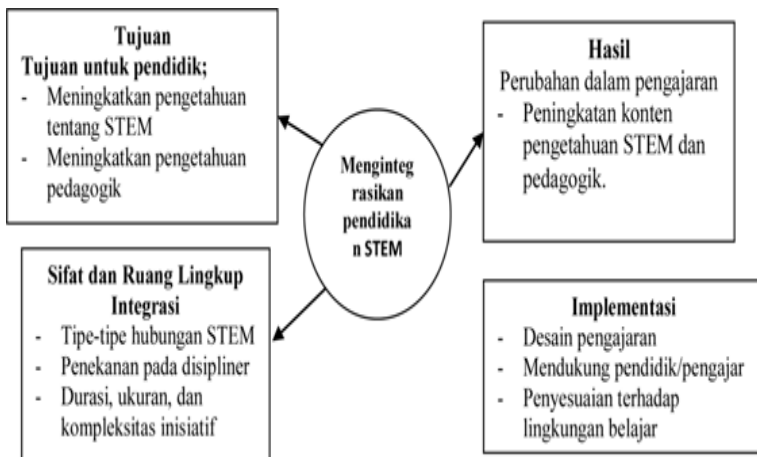 Tujuan
Tujuan untuk pendidik;
- Meningkatkan pengetahuan
tentang STEM
- Meningkatkan pengetahuan
pedagogik
Hasil
Perubahan dalam pengajaran
- Peningkatan konten
pengetahuan STEM dan
pedagogik.
Menginteg
rasikan
pendidika
n STEM
Sifat dan Ruang Lingkup
Integrasi
- Tipe-tipe hubungan STEM
- Penekanan pada disipliner
- Durasi, ukuran, dan
kompleksitas inisiatif
Implementasi
- Desain pengajaran
- Mendukung pendidik/pengajar
- Penyesuaian terhadap
lingkungan belajar